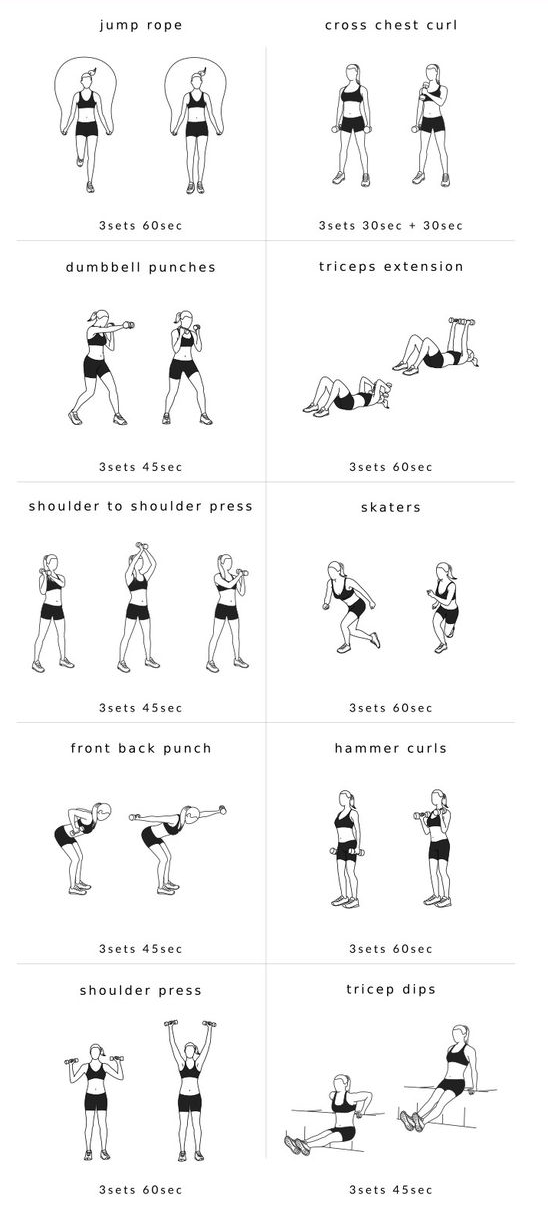 jump rope
cross chest curl
3sets 60sec
3sets 30sec + 30sec
dumbbell punches
triceps extension
3sets 45sec
3sets 60sec
shoulder to shoulder press
skaters
3sets 45sec
3sets 60sec
front back punch
hammer curls
3sets 45sec
3sets 60sec
shoulder press
tricep dips
3sets 60sec
3sets 45sec